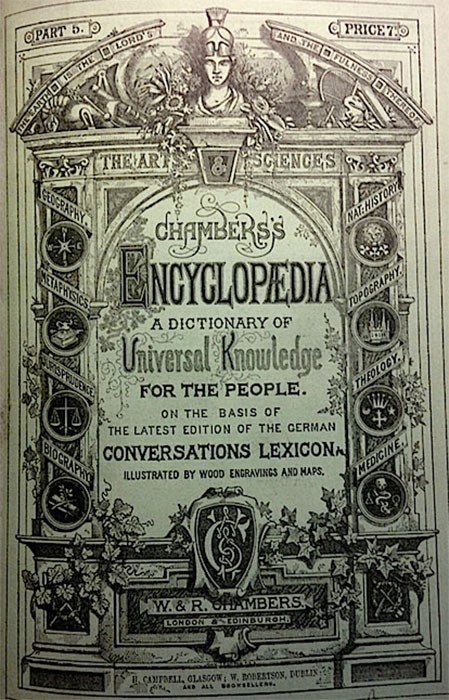 PART 5.
PRICE 7.
THE EARTH IS THE LORD'S AND THE FULNESS THEREOF
THE ARTS & SCIENCES
GEOGRAPHY.
NAT. HISTORY.
CHAMBERS'S
ENCYCLOPÆDIA
A DICTIONARY OF
METAPHYSICS.
TOPOGRAPHY.
Universal Knowledge
FOR THE PEOPLE.
JURISPRUDENCE
THEOLOGY.
ON THE BASIS OF
THE LATEST EDITION OF THE GERMAN
CONVERSATIONS LEXICON.
BIOGRAPHY
MEDICINE.
ILLUSTRATED BY WOOD ENGRAVINGS AND MAPS.
W. & R. CHAMBERS.
LONDON & EDINBURGH.
H. CAMPBELL, GLASGOW; W. ROBERTSON, DUBLIN
AND ALL BOOKSELLERS.